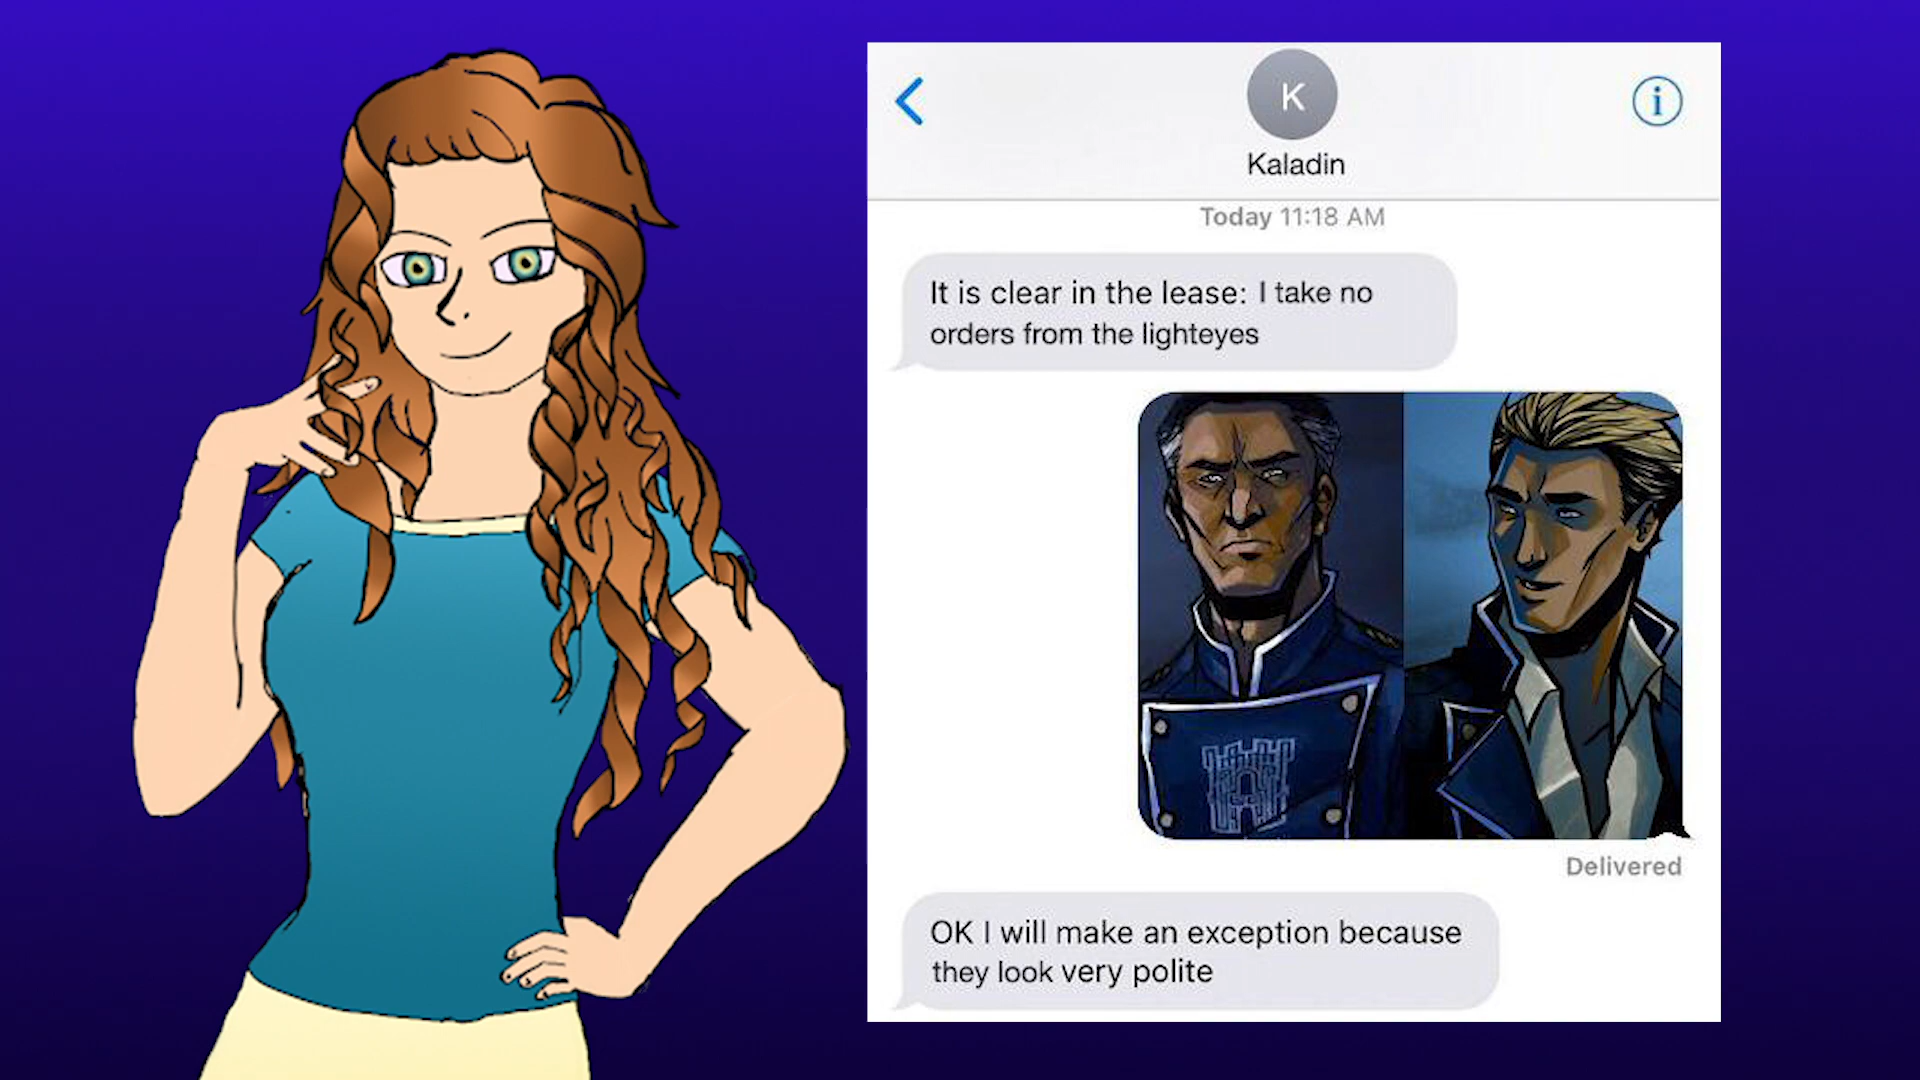 K
Kaladin
Today 11:18 AM
It is clear in the lease: I take no
orders from the lighteyes
Delivered
OK I will make an exception because
they look very polite